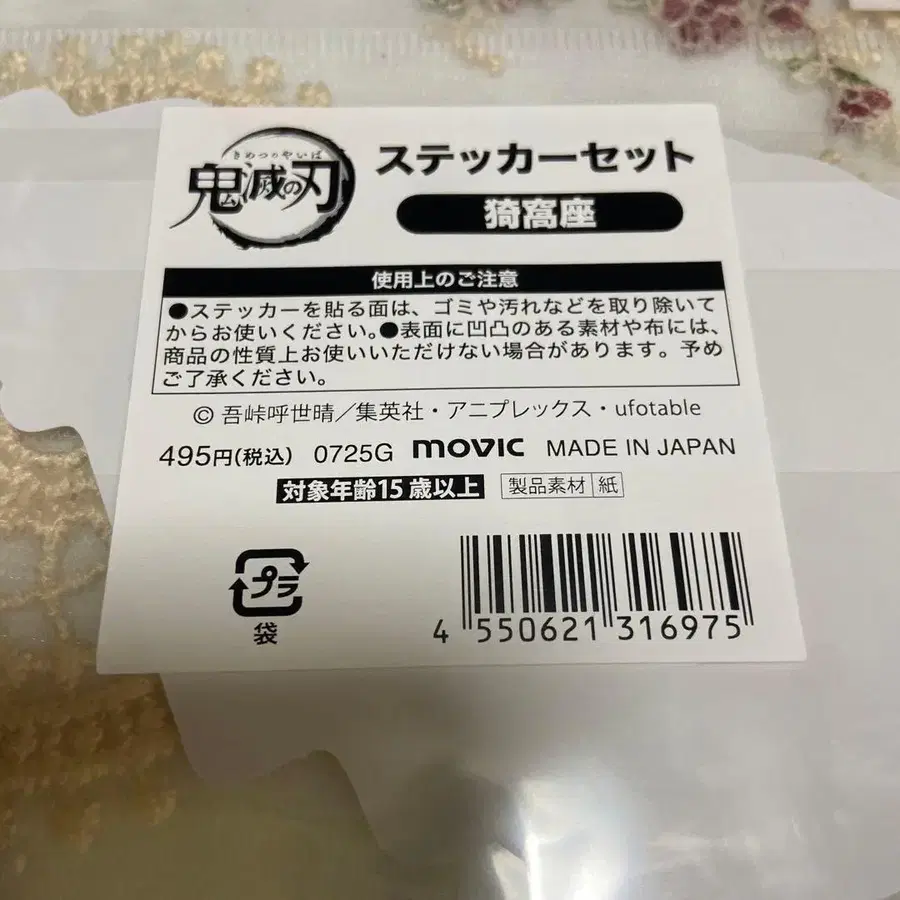 きめつのやいば
鬼滅の刃
ステッカーセット
猗窩座
使用上のご注意
●ステッカーを貼る面は、ゴミや汚れなどを取り除いて
からお使いください。●表面に凹凸のある素材や布には、
商品の性質上お使いいただけない場合があります。予め
ご了承ください。
© 吾峠呼世晴／集英社・アニプレックス・ufotable
495円(税込) 0725G movic MADE IN JAPAN
対象年齢15歳以上 製品素材 紙
プラ
袋
4 550621 316975